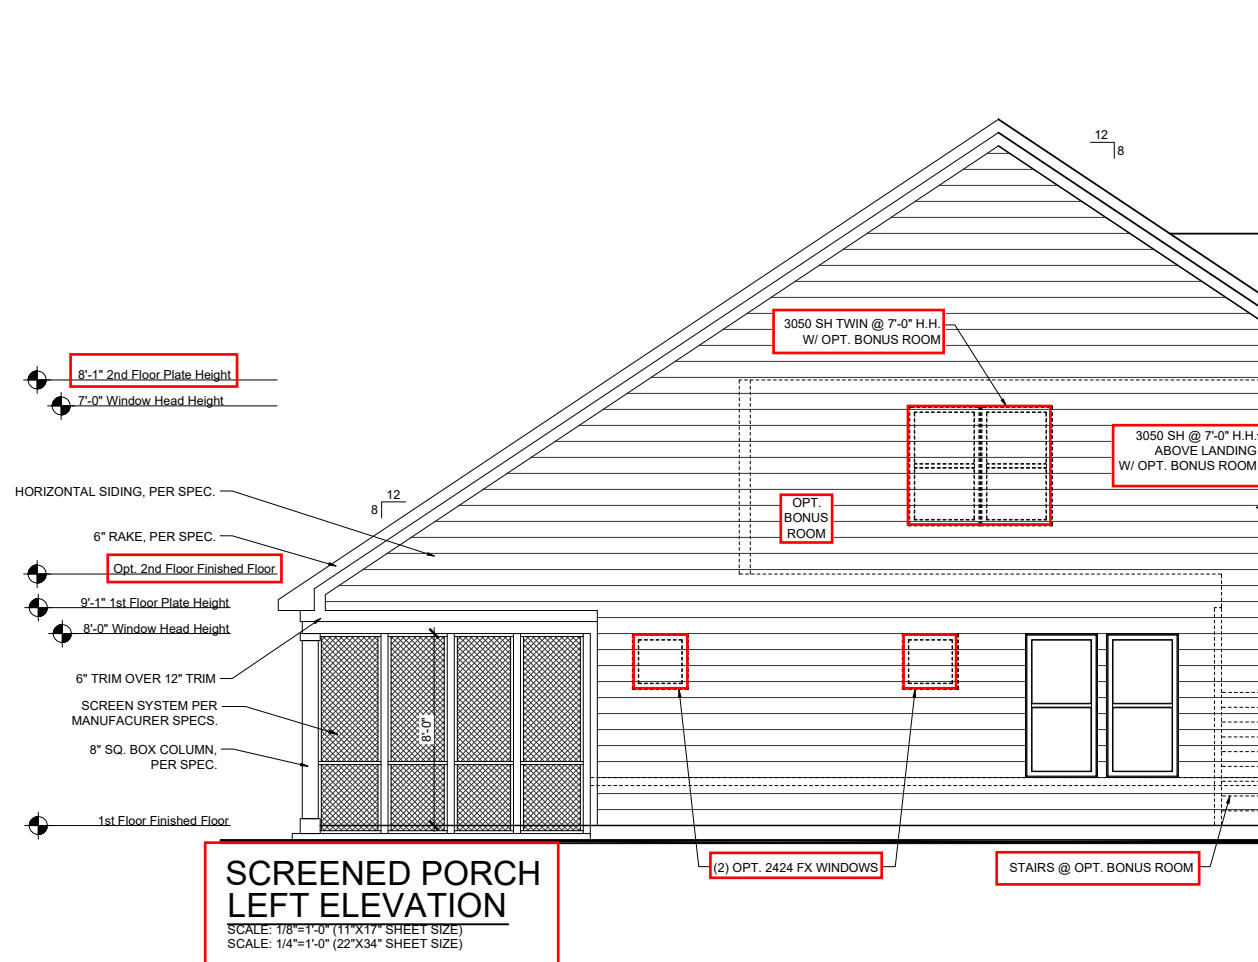 12
8
3050 SH TWIN @ 7'-0" H.H.
W/ OPT. BONUS ROOM
8'-1" 2nd Floor Plate Height
7'-0" Window Head Height
3050 SH @ 7'-0" H.H.
ABOVE LANDING
W/ OPT. BONUS ROOM
HORIZONTAL SIDING, PER SPEC.
12
8
OPT.
BONUS
ROOM
6" RAKE, PER SPEC.
Opt. 2nd Floor Finished Floor
9'-1" 1st Floor Plate Height
8'-0" Window Head Height
6" TRIM OVER 12" TRIM
SCREEN SYSTEM PER
MANUFACURER SPECS.
8'-0"
8" SQ. BOX COLUMN,
PER SPEC.
1st Floor Finished Floor
(2) OPT. 2424 FX WINDOWS
STAIRS @ OPT. BONUS ROOM
SCREENED PORCH
LEFT ELEVATION
SCALE: 1/8"=1'-0" (11"X17" SHEET SIZE)
SCALE: 1/4"=1'-0" (22"X34" SHEET SIZE)